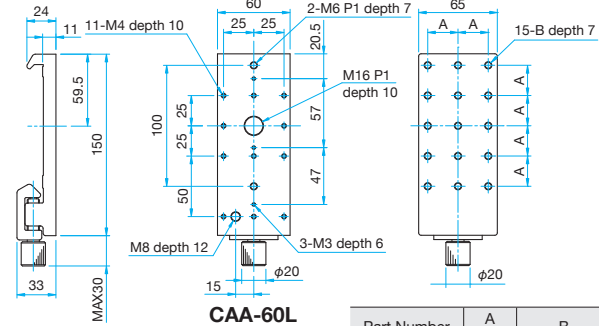 24
11
59.5
150
33
MAX30
11-M4 depth 10
60
25 25
2-M6 P1 depth 7
20.5
M16 P1
depth 10
100
25
25
50
57
47
M8 depth 12
3-M3 depth 6
φ20
15
CAA-60L
65
A A
15-B depth 7
A
A
A
A
φ20
Part Number A B